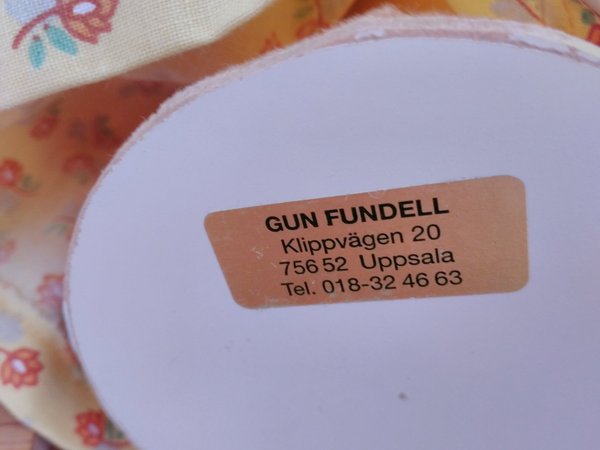 GUN FUNDELL
Klippvägen 20
756 52 Uppsala
Tel. 018-32 46 63